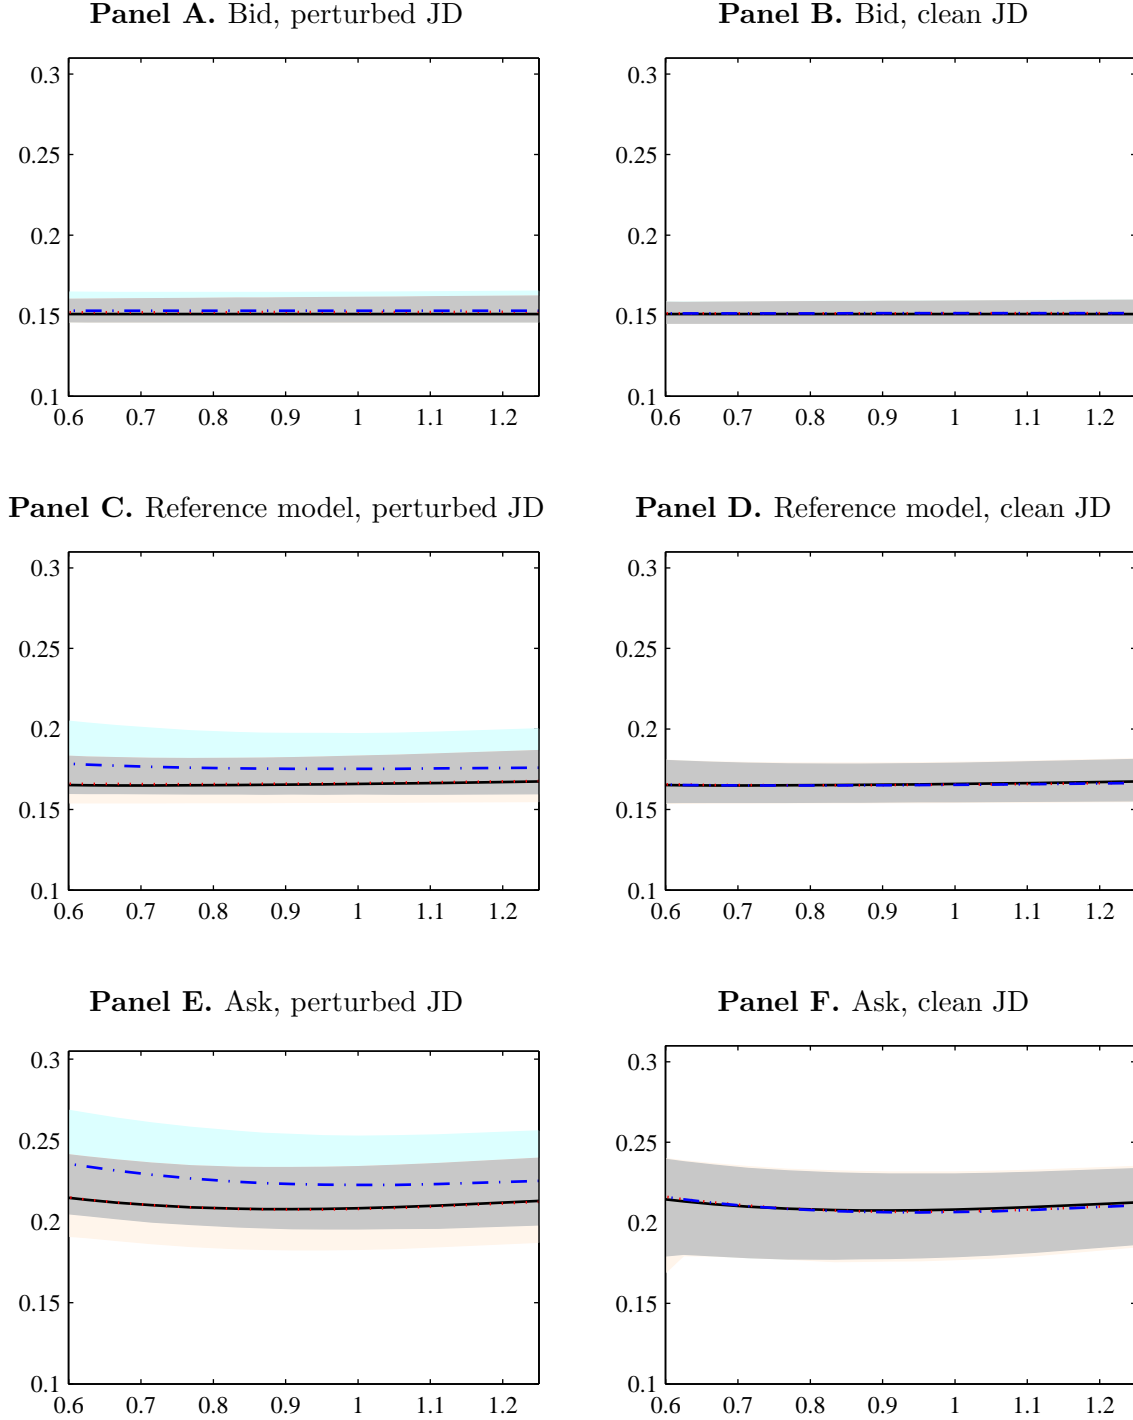 Panel A. Bid, perturbed JD
0.3
0.25
0.2
0.15
0.1
0.6 0.7 0.8 0.9 1 1.1 1.2
Panel B. Bid, clean JD
0.3
0.25
0.2
0.15
0.1
0.6 0.7 0.8 0.9 1 1.1 1.2
Panel C. Reference model, perturbed JD
0.3
0.25
0.2
0.15
0.1
0.6 0.7 0.8 0.9 1 1.1 1.2
Panel D. Reference model, clean JD
0.3
0.25
0.2
0.15
0.1
0.6 0.7 0.8 0.9 1 1.1 1.2
Panel E. Ask, perturbed JD
0.3
0.25
0.2
0.15
0.1
0.6 0.7 0.8 0.9 1 1.1 1.2
Panel F. Ask, clean JD
0.3
0.25
0.2
0.15
0.1
0.6 0.7 0.8 0.9 1 1.1 1.2